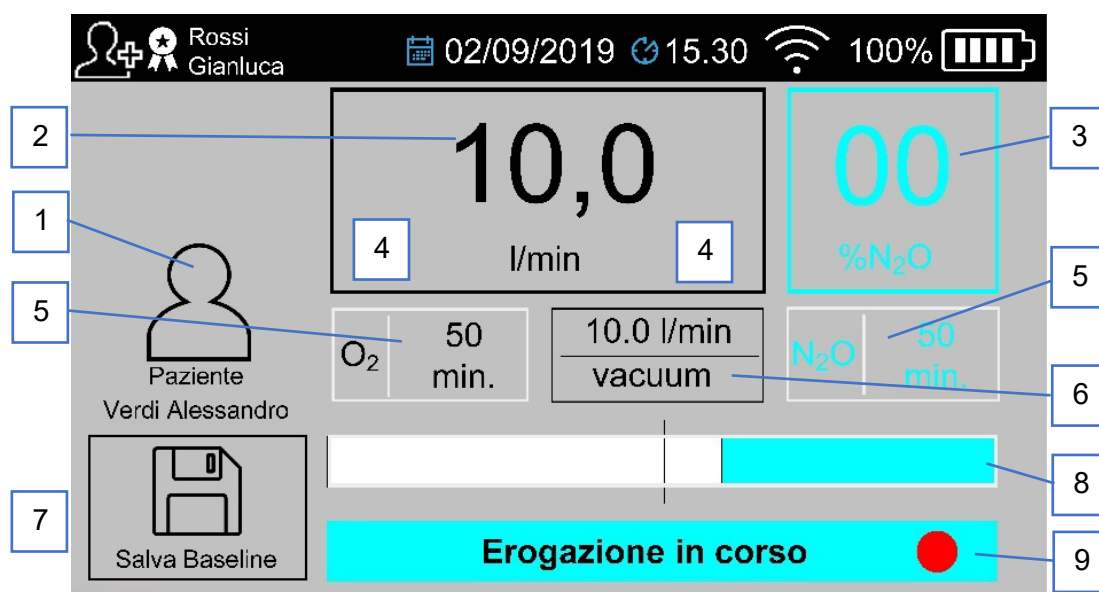 Rossi
Gianluca
02/09/2019
15.30
100%
2
10,0
l/min
4
4
00
%N₂O
3
1
5
O₂
50
min.
10.0 l/min
vacuum
N₂O
50
min.
5
6
Paziente
Verdi Alessandro
8
7
Salva Baseline
Erogazione in corso
9